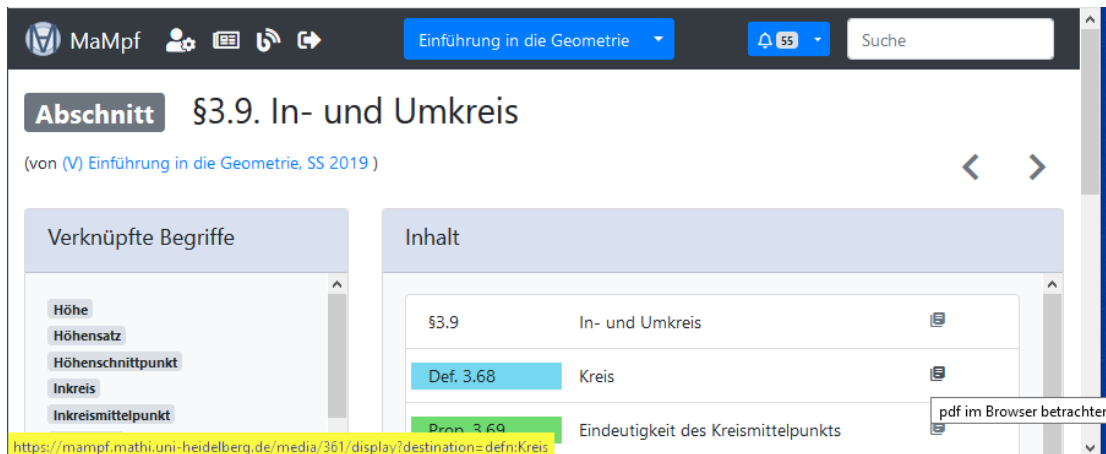 MaMpf Einführung in die Geometrie 55 Suche
Abschnitt §3.9. In- und Umkreis
(von (V) Einführung in die Geometrie, SS 2019 )
Verknüpfte Begriffe
Höhe
Höhensatz
Höhenschnittpunkt
Inkreis
Inkreismittelpunkt
Inhalt
§3.9 In- und Umkreis
Def. 3.68 Kreis
pdf im Browser betrachten
Prop. 3.69 Eindeutigkeit des Kreismittelpunkts
https://mampf.mathi.uni-heidelberg.de/media/361/display?destination=defn:Kreis